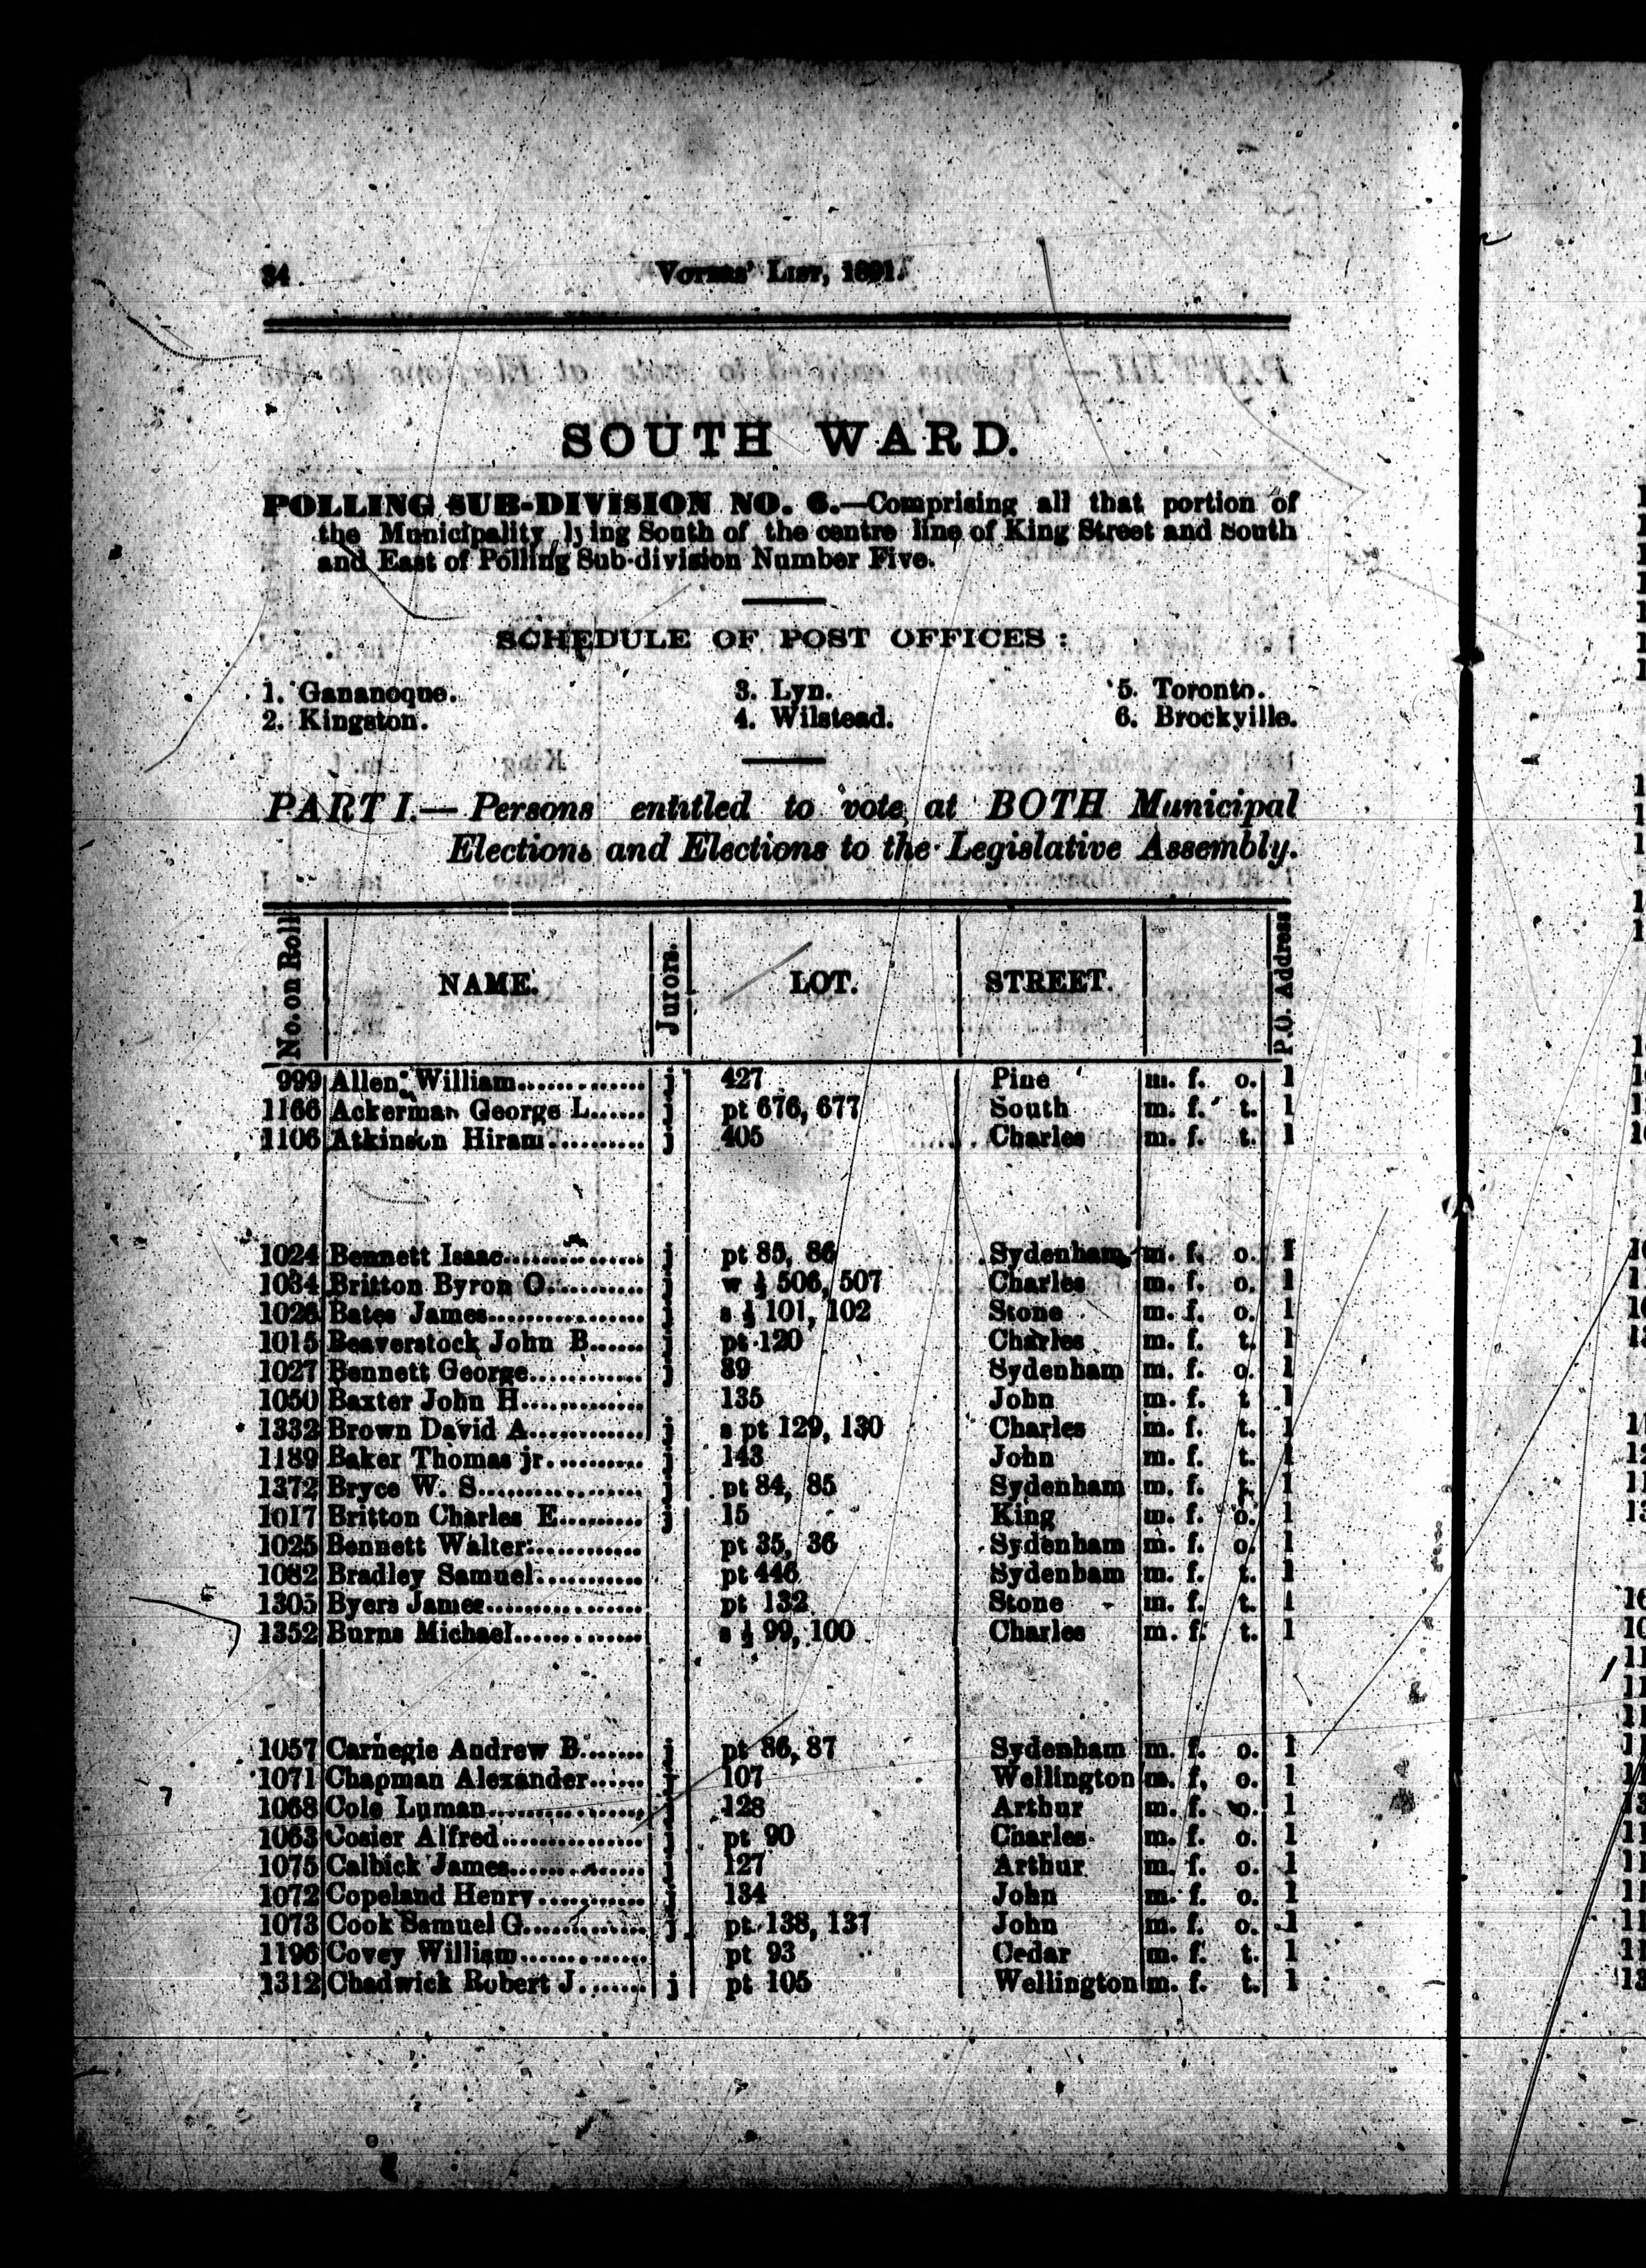 34 VOTERS' LIST, 1891.
SOUTH WARD.
POLLING SUB-DIVISION NO. 6.—Comprising all that portion of
the Municipality lying South of the centre line of King Street and South
and East of Polling Sub-division Number Five.
SCHEDULE OF POST OFFICES :
1. Gananoque. 3. Lyn. 5. Toronto.
2. Kingston. 4. Wilstead. 6. Brockville.
PART I.— Persons entitled to vote at BOTH Municipal
Elections and Elections to the Legislative Assembly.
No. on Roll NAME. Jurors. LOT. STREET. P.O. Address
999 Allen William.............. j 427 Pine m. f. o. 1
1166 Ackerman George L...... j pt 676, 677 South m. f. t. 1
1106 Atkinson Hiram.......... j 405 Charles m. f. t. 1
1024 Bennett Isaac............... j pt 85, 86 Sydenham m. f. o. 1
1034 Britton Byron O........... j w ½ 506, 507 Charles m. f. o. 1
1026 Bates James................. j s ½ 101, 102 Stone m. f. o. 1
1015 Beaverstock John B...... j pt 120 Charles m. f. t. 1
1027 Bennett George............ j 89 Sydenham m. f. o. 1
1050 Baxter John H............. 135 John m. f. t 1
1332 Brown David A............ j s pt 129, 130 Charles m. f. t. 1
1189 Baker Thomas jr.......... j 143 John m. f. t. 1
1372 Bryce W. S................. j pt 84, 85 Sydenham m. f. t. 1
1017 Britton Charles E......... j 15 King m. f. o. 1
1025 Bennett Walter............ pt 35, 36 Sydenham m. f. o. 1
1082 Bradley Samuel........... pt 446 Sydenham m. f. t. 1
1305 Byers James................ pt 132 Stone m. f. t. 1
1352 Burns Michael............. s ½ 99, 100 Charles m. f. t. 1
1057 Carnegie Andrew B....... j pt 86, 87 Sydenham m. f. o. 1
1071 Chapman Alexander...... j 107 Wellington m. f. o. 1
1068 Cole Luman................. j 128 Arthur m. f. o. 1
1063 Cosier Alfred............... j pt 90 Charles m. f. o. 1
1075 Calbick James.............. j 127 Arthur m. f. o. 1
1072 Copeland Henry........... j 134 John m. f. o. 1
1073 Cook Samuel G............. j pt 138, 137 John m. f. o. 1
1196 Covey William............. pt 93 Cedar m. f. t. 1
1312 Chadwick Robert J....... j pt 105 Wellington m. f. t. 1